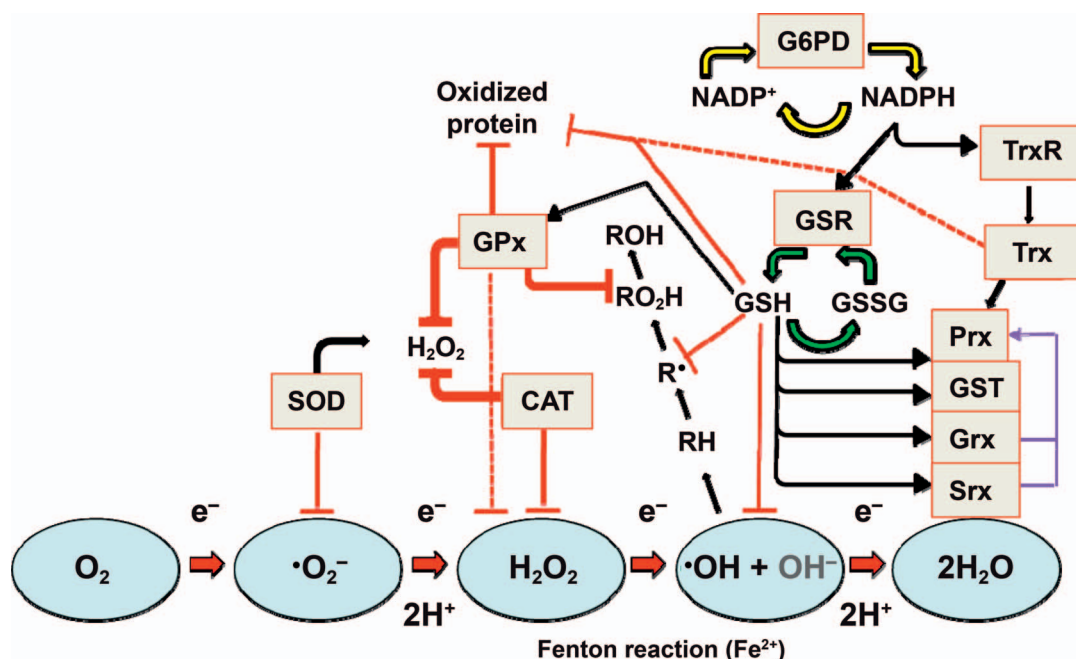 G6PD
NADP⁺
NADPH
Oxidized
protein
TrxR
GSR
Trx
GPx
ROH
RO₂H
GSH
GSSG
Prx
H₂O₂
R•
GST
SOD
CAT
RH
Grx
Srx
e⁻
e⁻
e⁻
e⁻
O₂
•O₂⁻
H₂O₂
•OH + OH⁻
2H₂O
2H⁺
2H⁺
Fenton reaction (Fe²⁺)